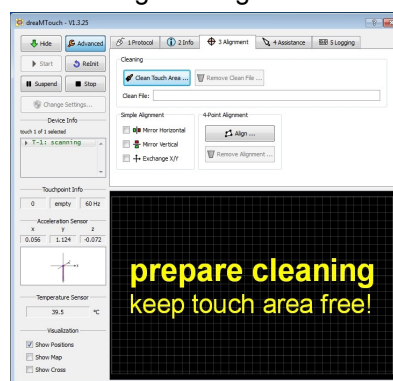 dreaMTouch - V1.3.25
Hide
Advanced
Start
ReInit
Suspend
Stop
Change Settings...
Device Info
touch 1 of 1 selected
T-1: scanning
Touchpoint Info
0 empty 60 Hz
Acceleration Sensor
x y z
0.056 1.124 -0.072
Temperature Sensor
39.5 °C
Visualization
Show Positions
Show Map
Show Cross
1 Protocol
2 Info
3 Alignment
4 Assistance
5 Logging
Cleaning
Clean Touch Area ...
Remove Clean File ...
Clean File:
Simple Alignment
Mirror Horizontal
Mirror Vertical
Exchange X/Y
4-Point Alignment
Align ...
Remove Alignment ...
prepare cleaning
keep touch area free!